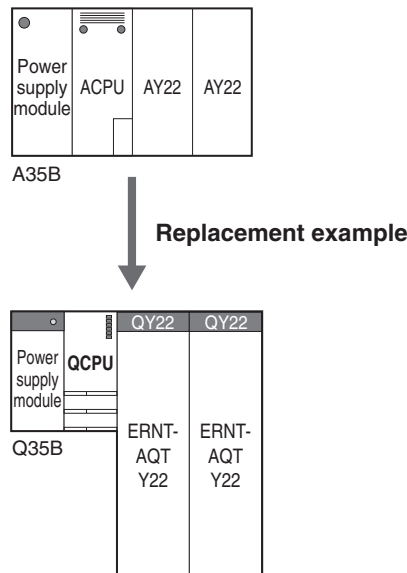 Power
supply
module
ACPU
AY22
AY22
A35B
Replacement example
QY22
QY22
Power
supply
module
QCPU
Q35B
ERNT-
AQT
Y22
ERNT-
AQT
Y22